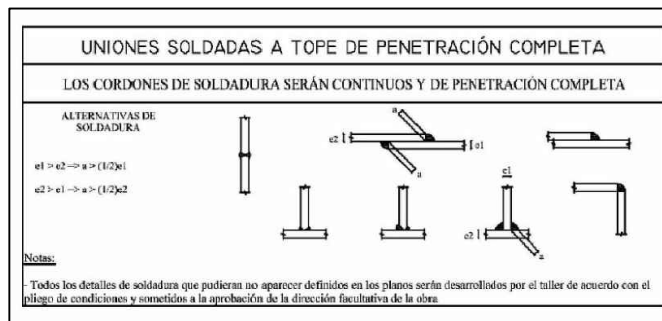 UNIONES SOLDADAS A TOPE DE PENETRACIÓN COMPLETA
LOS CORDONES DE SOLDADURA SERÁN CONTINUOS Y DE PENETRACIÓN COMPLETA
ALTERNATIVAS DE
SOLDADURA
e1 > e2 => a > (1/2)e1
e2 > e1 => a > (1/2)e2
a
e2
e1
a
e1
e2
a
Notas:
- Todos los detalles de soldadura que pudieran no aparecer definidos en los planos serán desarrollados por el taller de acuerdo con el
pliego de condiciones y sometidos a la aprobación de la dirección facultativa de la obra